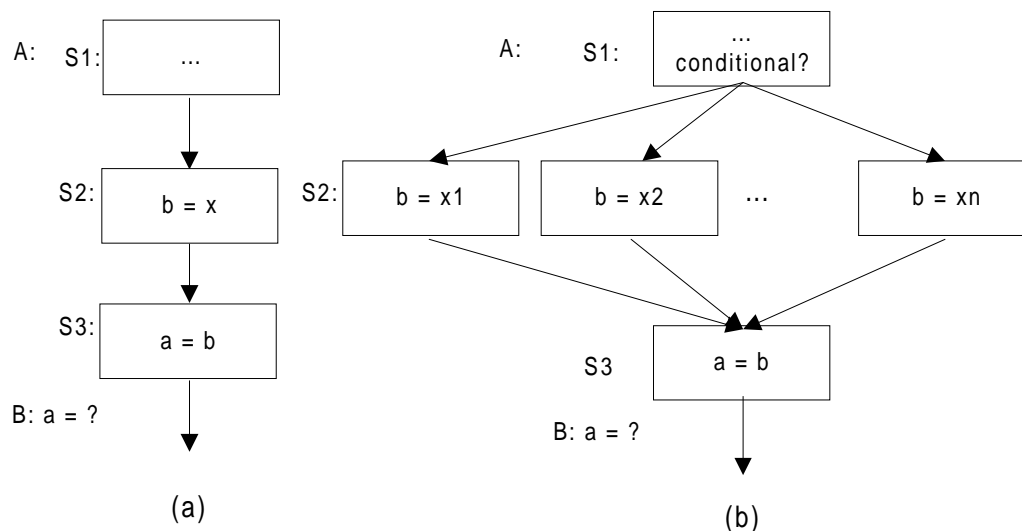 A: S1: ...
S2: b = x
S3: a = b
B: a = ?
(a)
A: S1: ...
conditional?
S2: b = x1 b = x2 ... b = xn
S3 a = b
B: a = ?
(b)